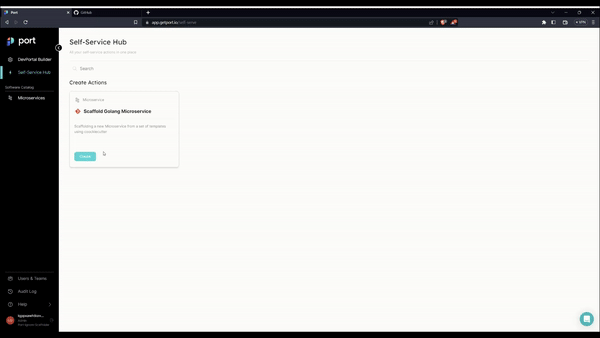 Port
GitHub
app.getport.io/self-serve
VPN
port
Self-Service Hub
DevPortal Builder
Self-Service Hub
Search
Software Catalog
Create Actions
Microservices
Microservice
Scaffold Golang Microservice
Scaffolding a new Microservice from a set of templates
using cookiecutter
Create
Users & Teams
Audit Log
Help